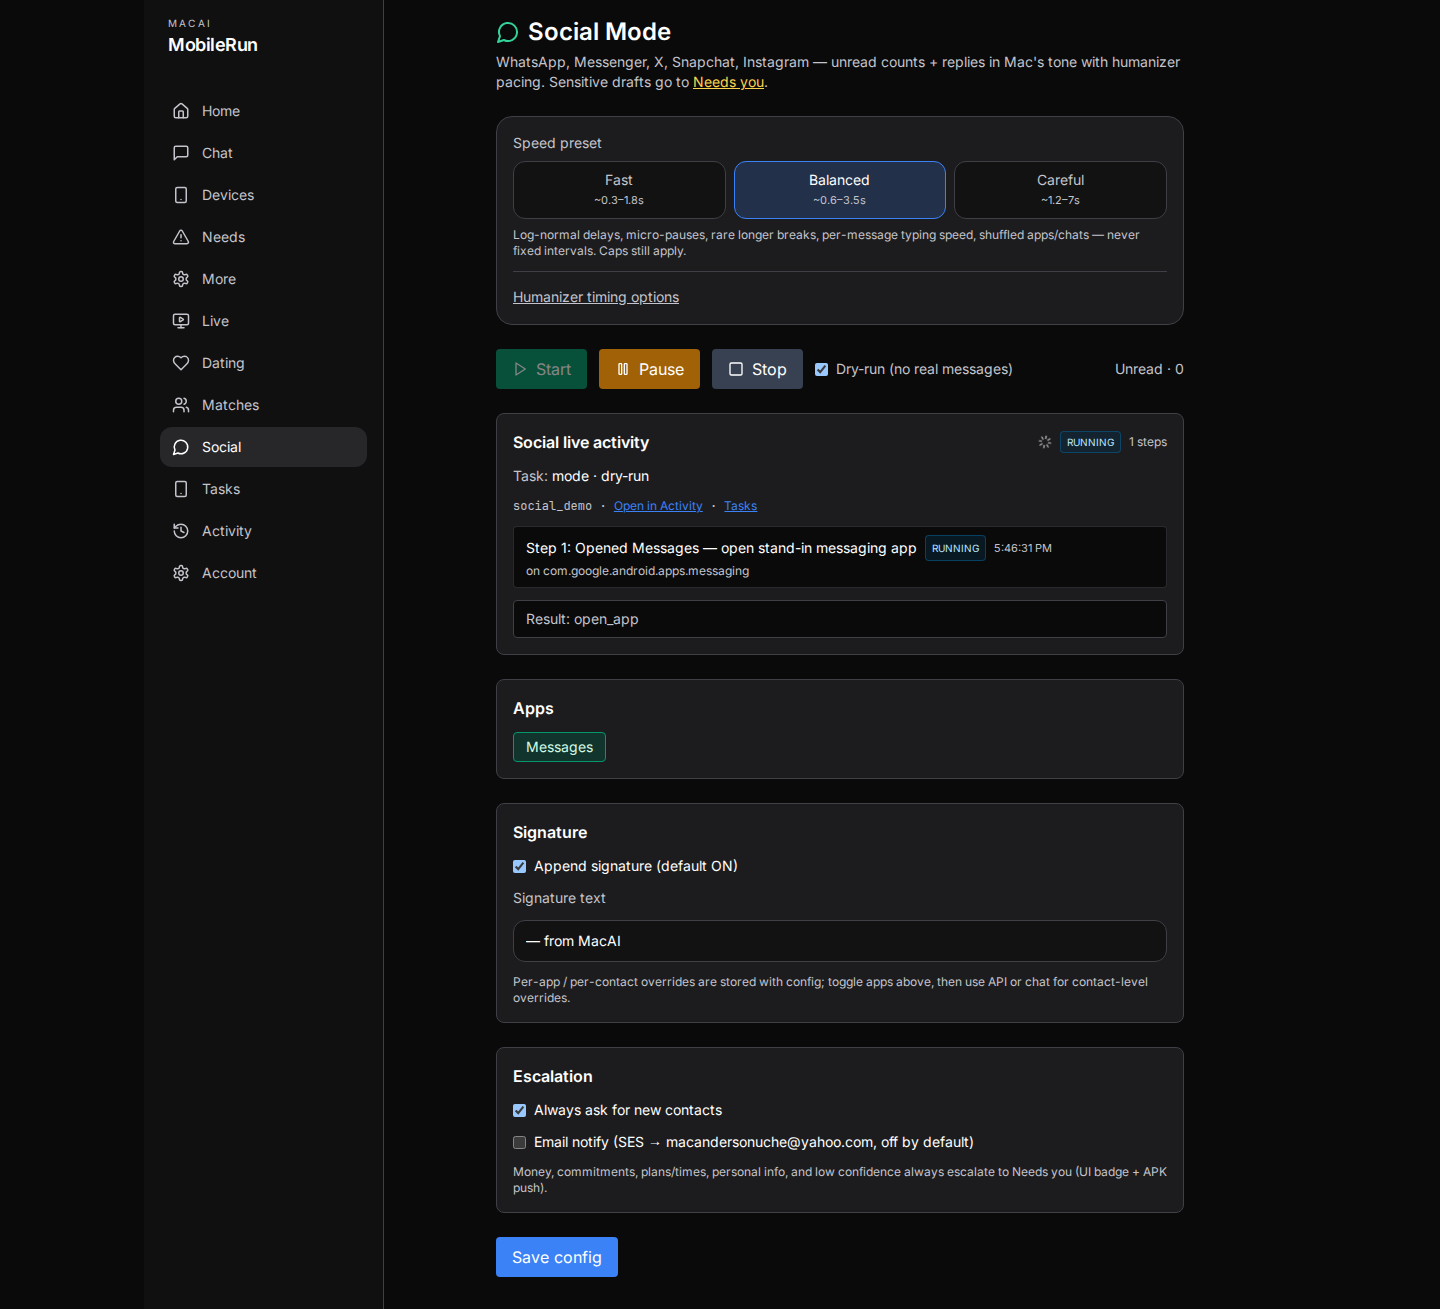 MACAI
MobileRun
Home
Chat
Devices
Needs
More
Live
Dating
Matches
Social
Tasks
Activity
Account
Social Mode
WhatsApp, Messenger, X, Snapchat, Instagram — unread counts + replies in Mac's tone with humanizer
pacing. Sensitive drafts go to Needs you.
Speed preset
Fast
~0.3–1.8s
Balanced
~0.6–3.5s
Careful
~1.2–7s
Log-normal delays, micro-pauses, rare longer breaks, per-message typing speed, shuffled apps/chats — never
fixed intervals. Caps still apply.
Humanizer timing options
Start
Pause
Stop
Dry-run (no real messages)
Unread · 0
Social live activity
RUNNING
1 steps
Task: mode · dry-run
social_demo · Open in Activity · Tasks
Step 1: Opened Messages — open stand-in messaging app RUNNING 5:46:31 PM
on com.google.android.apps.messaging
Result: open_app
Apps
Messages
Signature
Append signature (default ON)
Signature text
— from MacAI
Per-app / per-contact overrides are stored with config; toggle apps above, then use API or chat for contact-level
overrides.
Escalation
Always ask for new contacts
Email notify (SES → macandersonuche@yahoo.com, off by default)
Money, commitments, plans/times, personal info, and low confidence always escalate to Needs you (UI badge + APK
push).
Save config